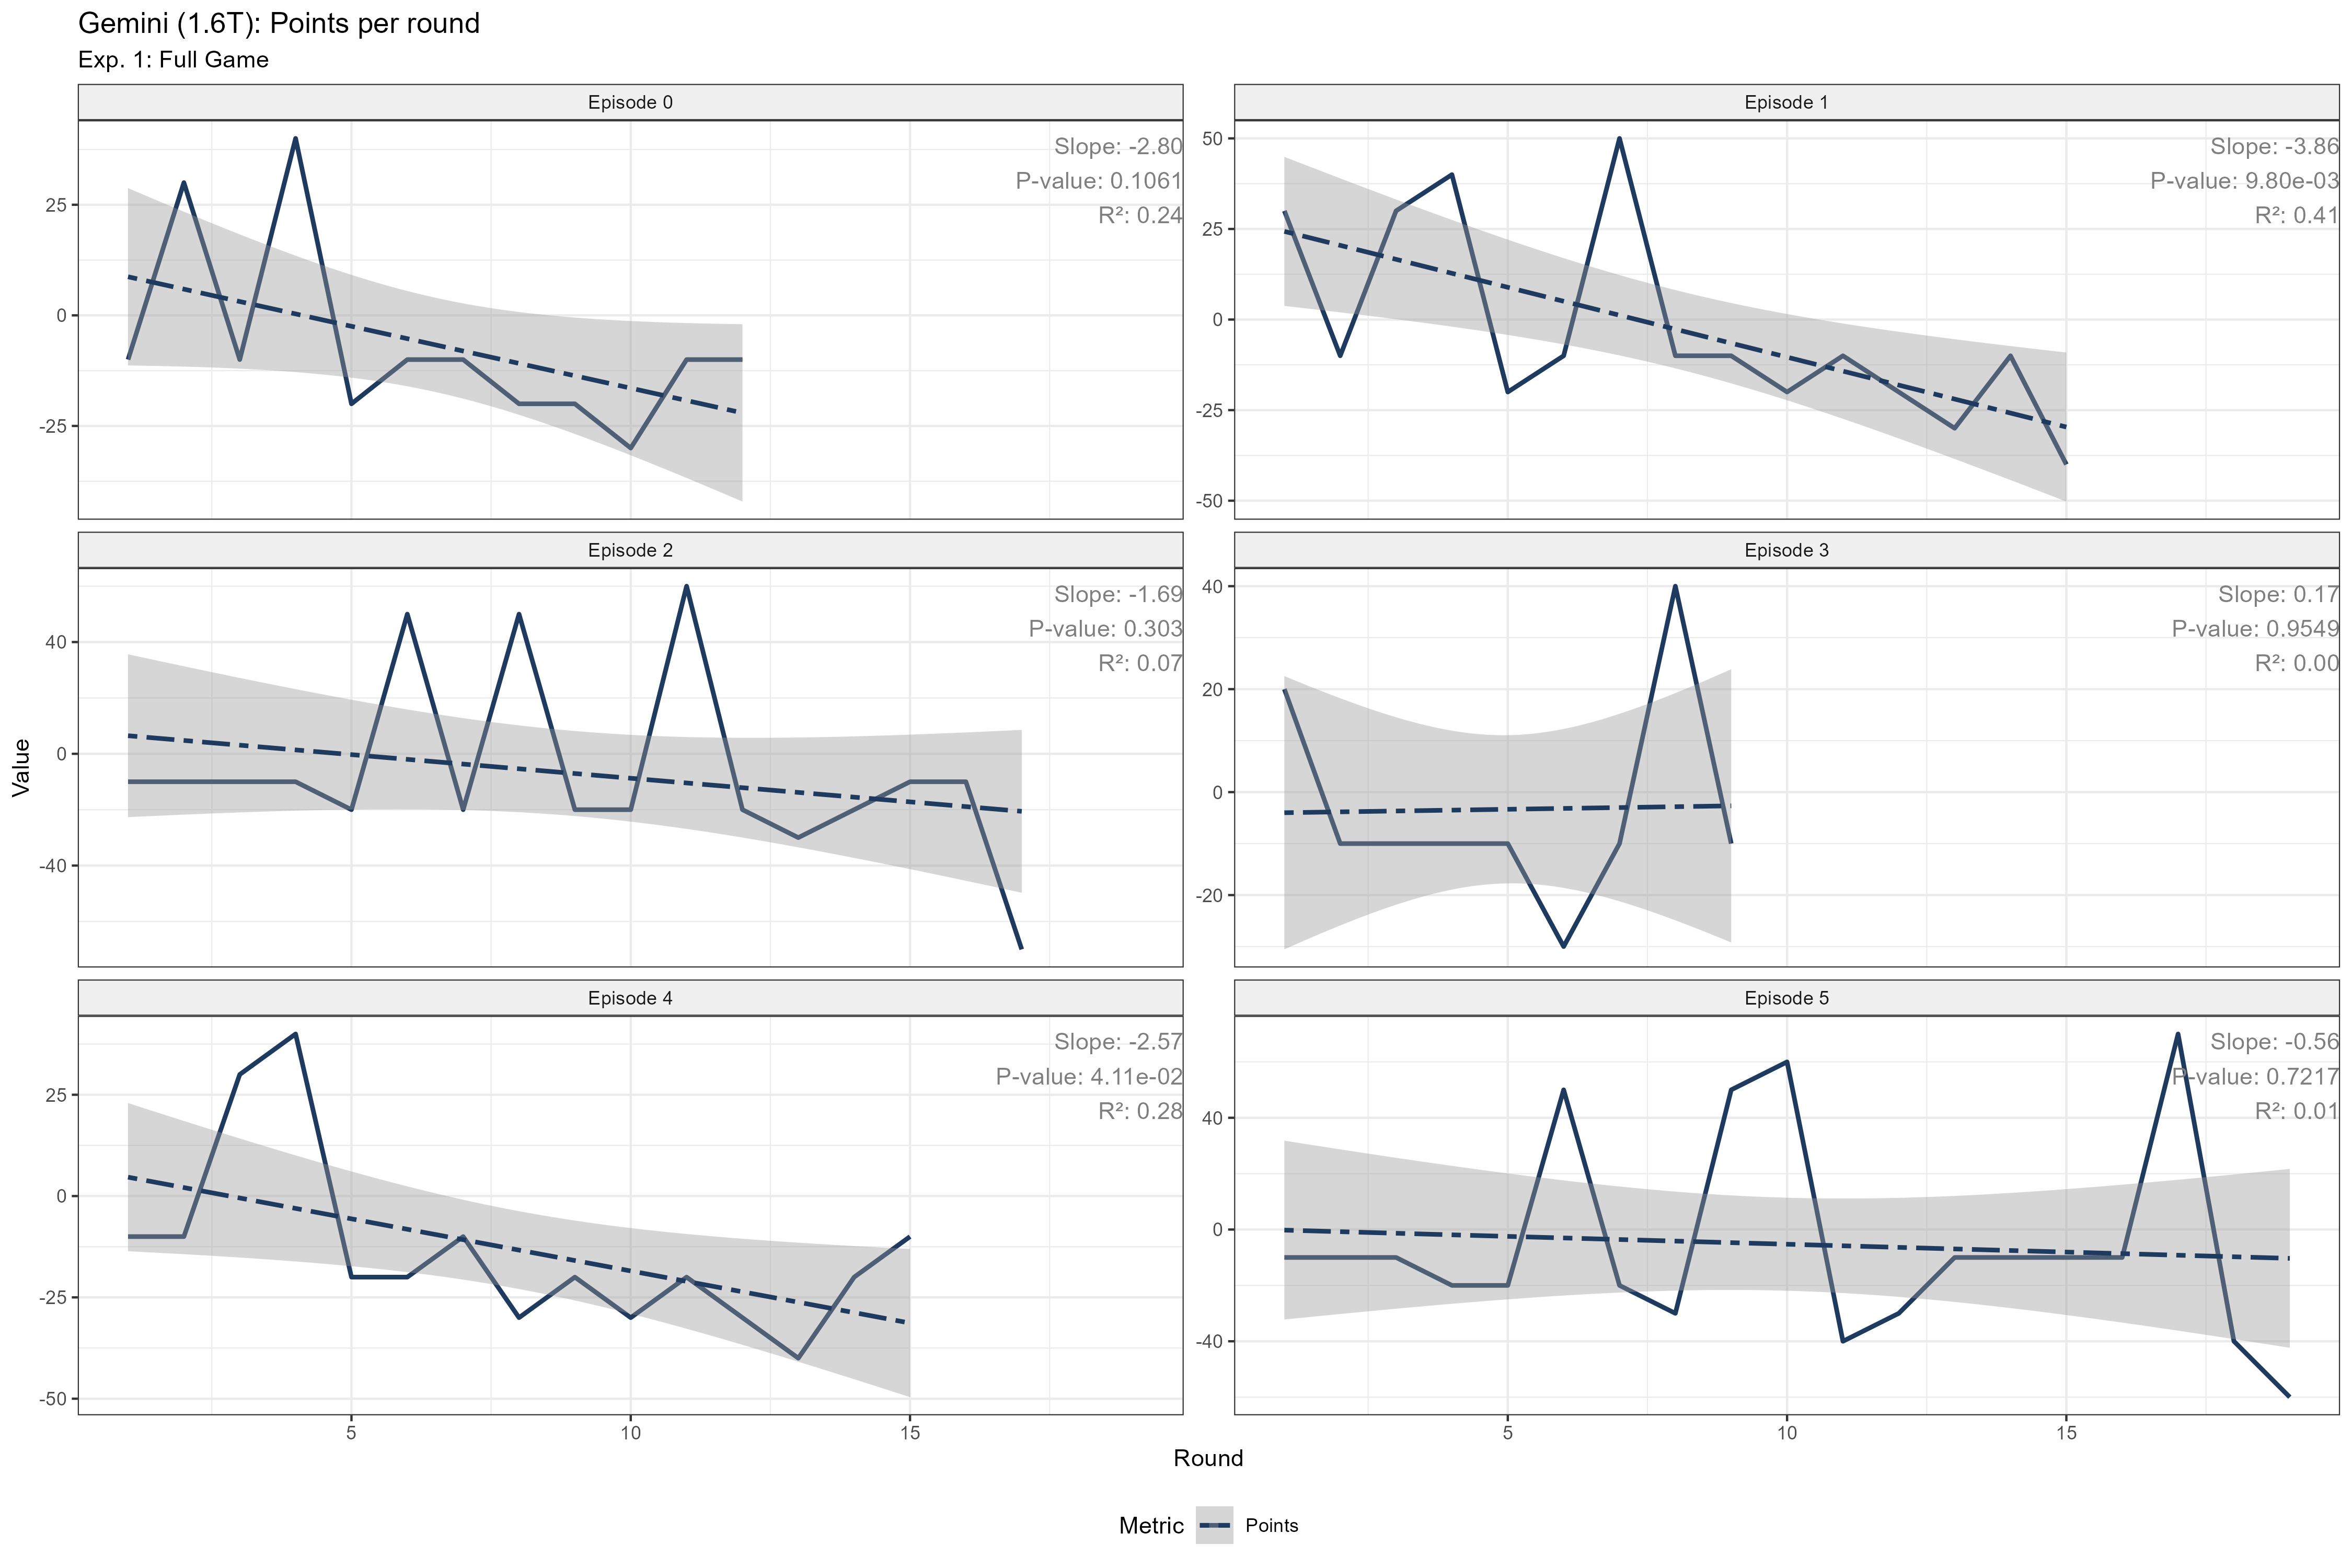 Gemini (1.6T): Points per round
Exp. 1: Full Game
Episode 0
Slope: -2.80
P-value: 0.1061
R²: 0.24
25
0
-25
Episode 1
Slope: -3.86
P-value: 9.80e-03
R²: 0.41
50
25
0
-25
-50
Episode 2
Slope: -1.69
P-value: 0.303
R²: 0.07
40
0
-40
Episode 3
Slope: 0.17
P-value: 0.9549
R²: 0.00
40
20
0
-20
Episode 4
Slope: -2.57
P-value: 4.11e-02
R²: 0.28
25
0
-25
-50
5 10 15
Episode 5
Slope: -0.56
P-value: 0.7217
R²: 0.01
40
0
-40
5 10 15
Value
Round
Metric Points